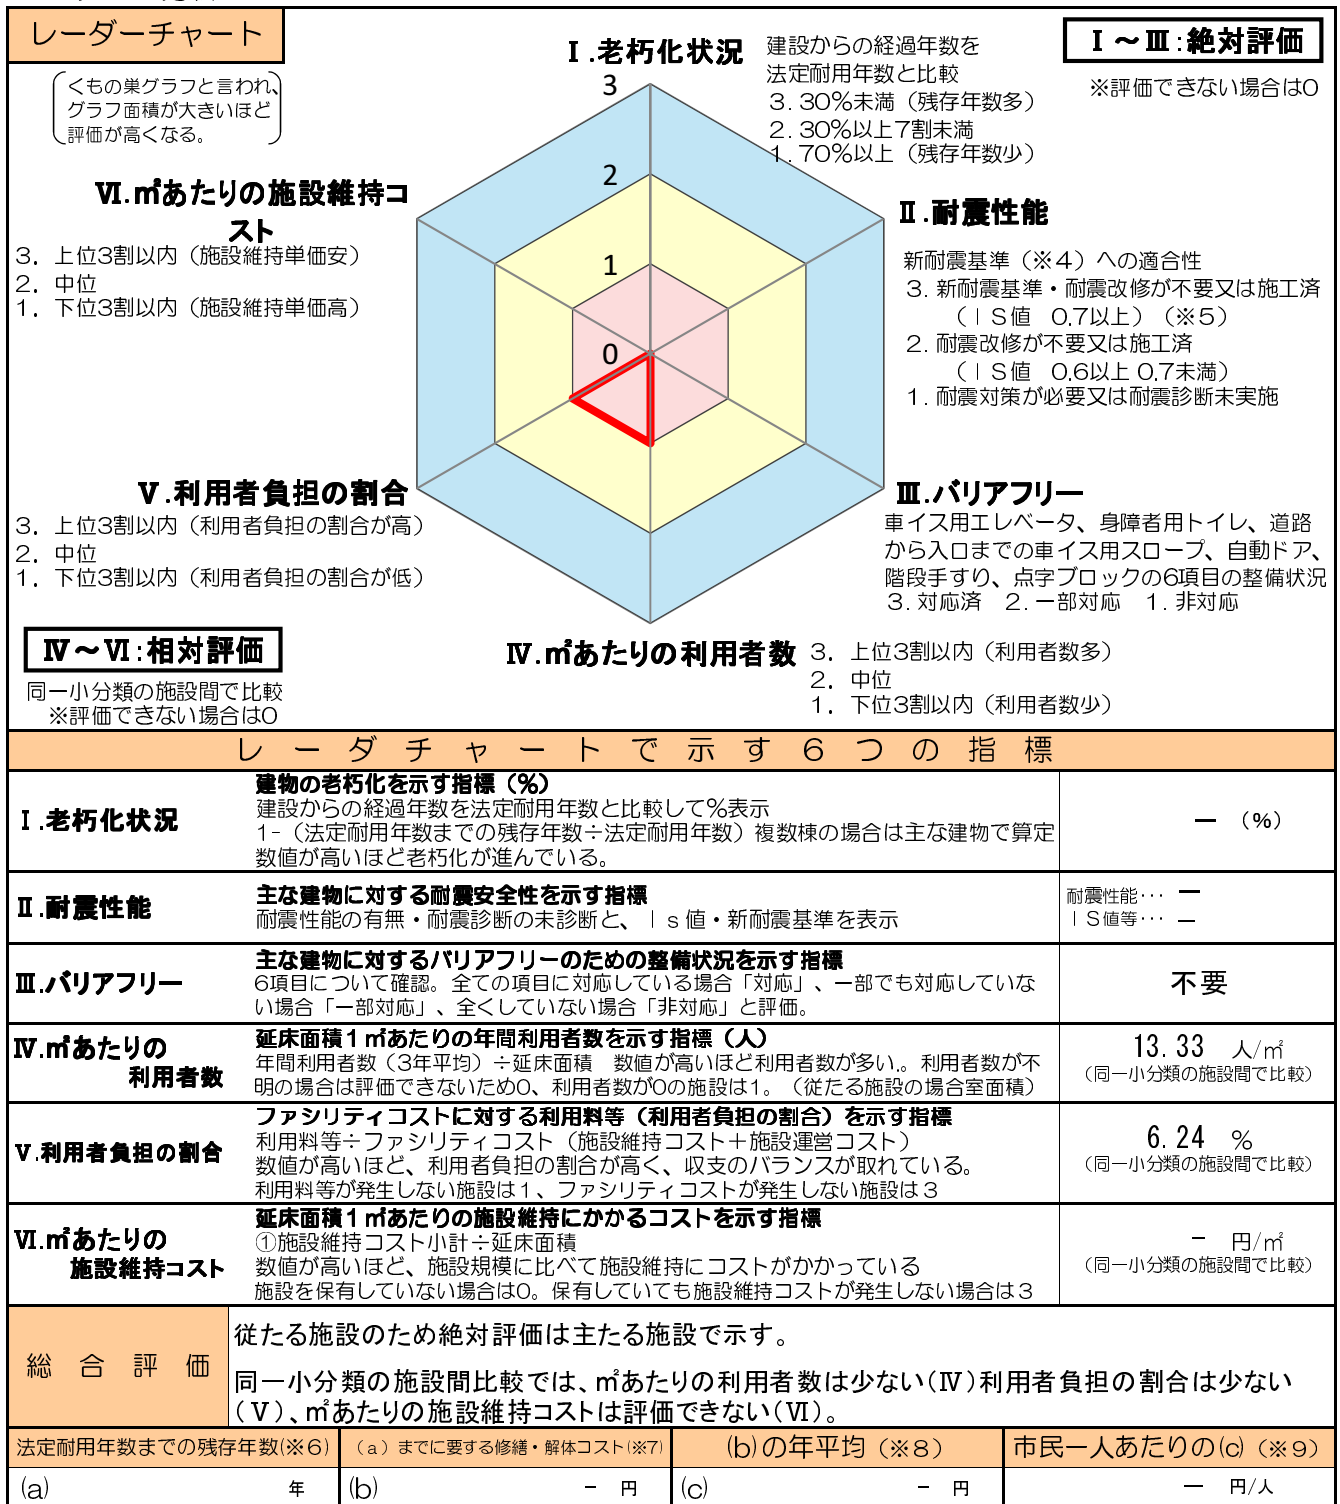 レーダーチャート
くもの巣グラフと言われ、
グラフ面積が大きいほど
評価が高くなる。
Ⅰ.老朽化状況
建設からの経過年数を
法定耐用年数と比較
3. 30%未満（残存年数多）
2. 30%以上7割未満
1. 70%以上（残存年数少）
Ⅰ～Ⅲ:絶対評価
※評価できない場合は0
3
2
1
0
Ⅱ.耐震性能
新耐震基準（※4）への適合性
3. 新耐震基準・耐震改修が不要又は施工済
（ＩＳ値　0.7以上）（※5）
2. 耐震改修が不要又は施工済
（ＩＳ値　0.6以上 0.7未満）
1. 耐震対策が必要又は耐震診断未実施
Ⅵ.㎡あたりの施設維持コ
スト
3. 上位3割以内（施設維持単価安）
2. 中位
1. 下位3割以内（施設維持単価高）
Ⅴ.利用者負担の割合
3. 上位3割以内（利用者負担の割合が高）
2. 中位
1. 下位3割以内（利用者負担の割合が低）
Ⅲ.バリアフリー
車イス用エレベータ、身障者用トイレ、道路
から入口までの車イス用スロープ、自動ドア、
階段手すり、点字ブロックの6項目の整備状況
3. 対応済　2. 一部対応　1. 非対応
Ⅳ～Ⅵ:相対評価
同一小分類の施設間で比較
※評価できない場合は0
Ⅳ.㎡あたりの利用者数
3. 上位3割以内（利用者数多）
2. 中位
1. 下位3割以内（利用者数少）
レーダチャートで示す6つの指標
Ⅰ.老朽化状況
建物の老朽化を示す指標（%）
建設からの経過年数を法定耐用年数と比較して%表示
1-（法定耐用年数までの残存年数÷法定耐用年数）複数棟の場合は主な建物で算定
数値が高いほど老朽化が進んでいる。
ー （%）
Ⅱ.耐震性能
主な建物に対する耐震安全性を示す指標
耐震性能の有無・耐震診断の未診断と、Ｉｓ値・新耐震基準を表示
耐震性能… ー
ＩＳ値等… ー
Ⅲ.バリアフリー
主な建物に対するバリアフリーのための整備状況を示す指標
6項目について確認。全ての項目に対応している場合「対応」、一部でも対応していな
い場合「一部対応」、全くしていない場合「非対応」と評価。
不要
Ⅳ.㎡あたりの
利用者数
延床面積1㎡あたりの年間利用者数を示す指標（人）
年間利用者数（3年平均）÷延床面積　数値が高いほど利用者数が多い。利用者数が不
明の場合は評価できないため0、利用者数が0の施設は1。（従たる施設の場合室面積）
13.33　人/㎡
（同一小分類の施設間で比較）
Ⅴ.利用者負担の割合
ファシリティコストに対する利用料等（利用者負担の割合）を示す指標
利用料等÷ファシリティコスト（施設維持コスト＋施設運営コスト）
数値が高いほど、利用者負担の割合が高く、収支のバランスが取れている。
利用料等が発生しない施設は1、ファシリティコストが発生しない施設は3
6.24　%
（同一小分類の施設間で比較）
Ⅵ.㎡あたりの
施設維持コスト
延床面積1㎡あたりの施設維持にかかるコストを示す指標
①施設維持コスト小計÷延床面積
数値が高いほど、施設規模に比べて施設維持にコストがかかっている
施設を保有していない場合は0。保有していても施設維持コストが発生しない場合は3
-　円/㎡
（同一小分類の施設間で比較）
総合評価
従たる施設のため絶対評価は主たる施設で示す。
同一小分類の施設間比較では、㎡あたりの利用者数は少ない(Ⅳ)利用者負担の割合は少ない
(Ⅴ)、㎡あたりの施設維持コストは評価できない(Ⅵ)。
法定耐用年数までの残存年数(※6)
（a）までに要する修繕・解体コスト(※7)
(b)の年平均（※8）
市民一人あたりの(c)（※9）
(a)　年
(b)　-　円
(c)　-　円
ー　円/人